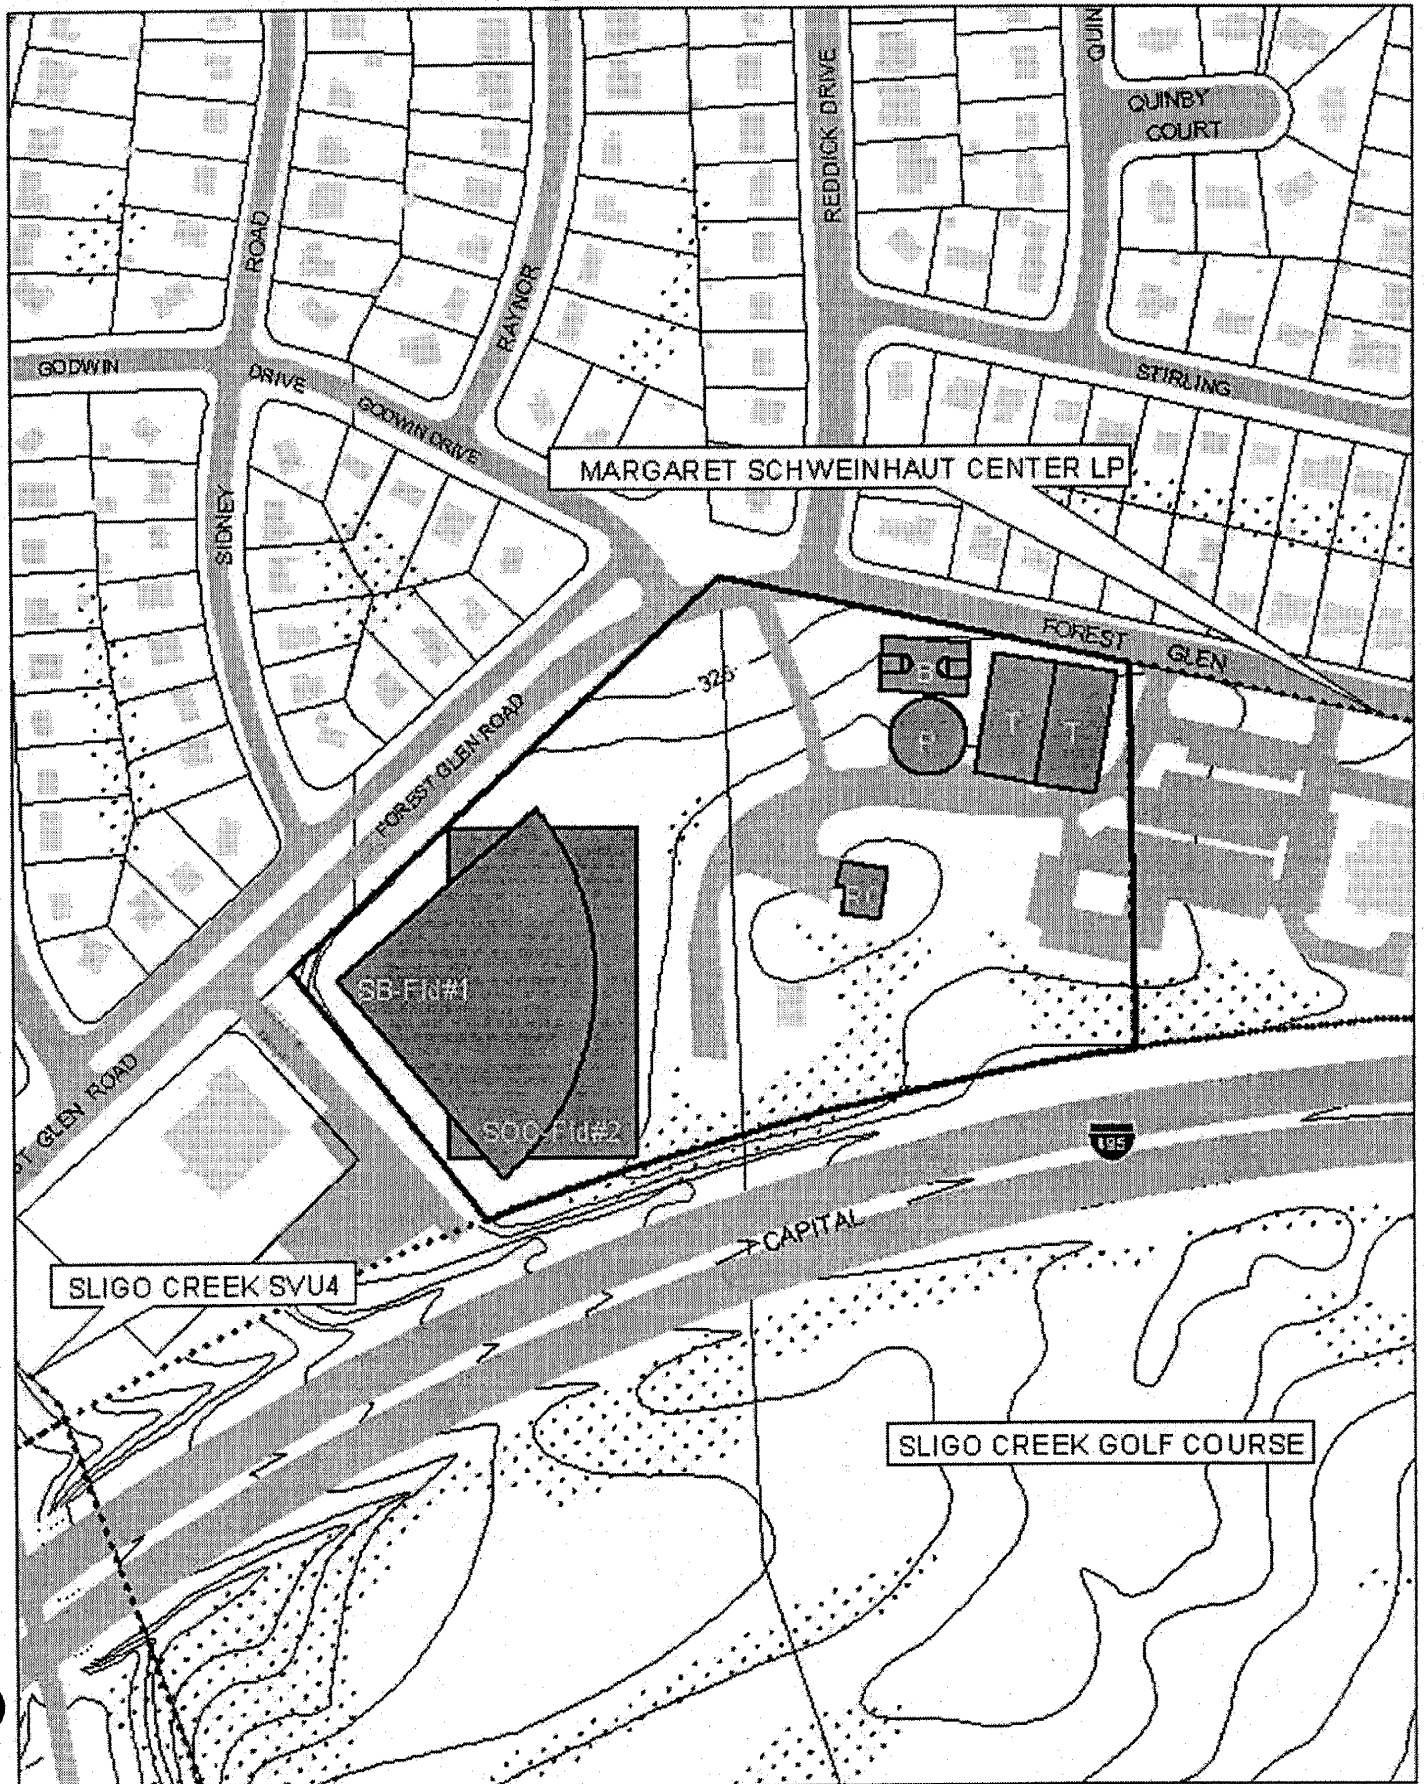 QUIN
QUINBY
COURT
REDDICK DRIVE
ROAD
RAYNOR
GODWIN
DRIVE
GODWIN DRIVE
STIRLING
MARGARET SCHWEINHAUT CENTER LP
SIDNEY
FOREST
GLEN
B
T
T
P
FOREST GLEN ROAD
SB-Fld#1
SOC-Fld#2
ST GLEN ROAD
CAPITAL
SLIGO CREEK SVU4
SLIGO CREEK GOLF COURSE